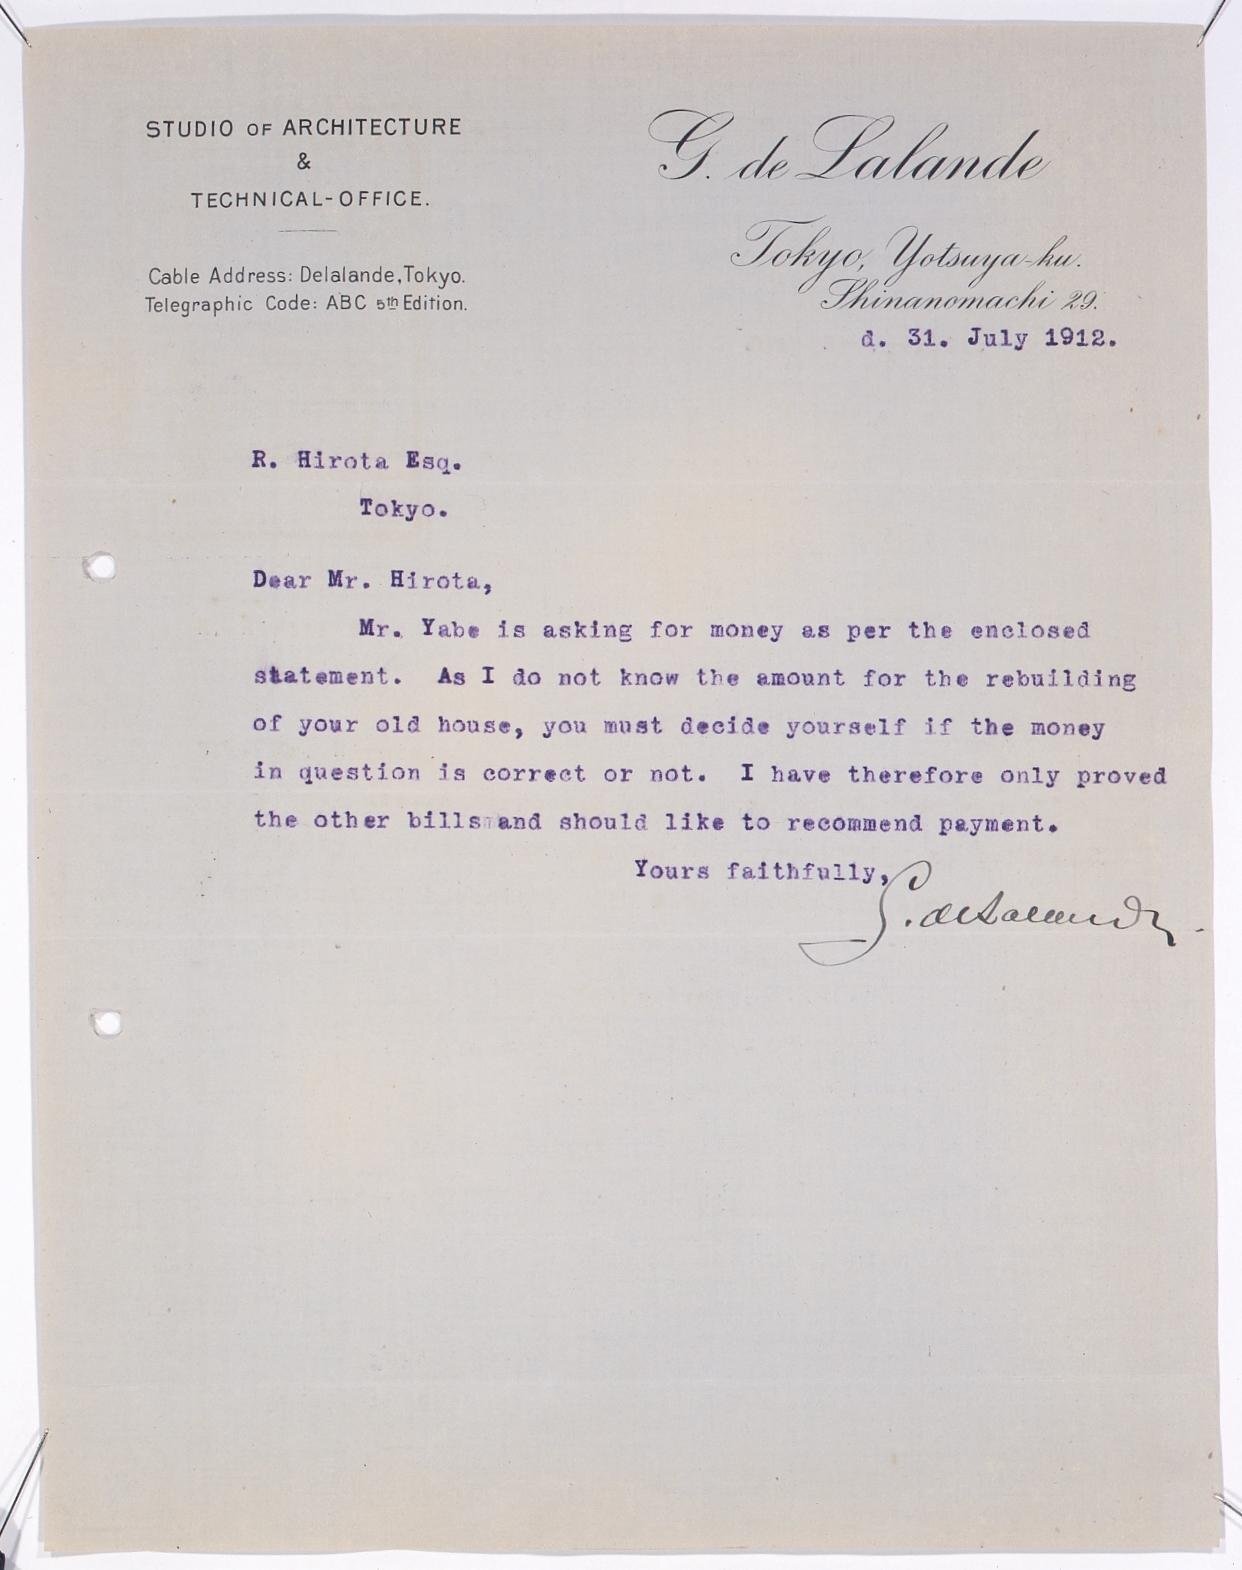 STUDIO OF ARCHITECTURE
&
TECHNICAL-OFFICE.
Cable Address: Delalande, Tokyo.
Telegraphic Code: ABC 5th Edition.
G. de Lalande
Tokyo, Yotsuya-ku.
Shinanomachi 29.
d. 31. July 1912.
R. Hirota Esq.
Tokyo.
Dear Mr. Hirota,
Mr. Yabe is asking for money as per the enclosed
statement. As I do not know the amount for the rebuilding
of your old house, you must decide yourself if the money
in question is correct or not. I have therefore only proved
the other bills and should like to recommend payment.
Yours faithfully,
G. de Lalande.